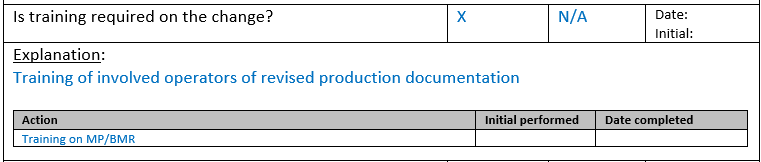 Is training required on the change? X N/A Date:
Initial:
Explanation:
Training of involved operators of revised production documentation
Action Initial performed Date completed
Training on MP/BMR